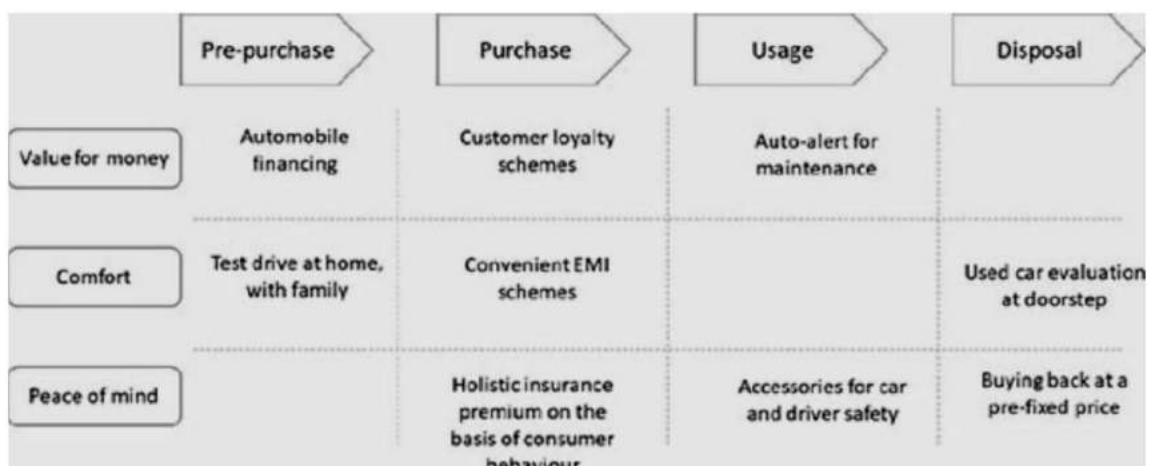 Pre-purchase
Purchase
Usage
Disposal
Value for money
Automobile
financing
Customer loyalty
schemes
Auto-alert for
maintenance
Comfort
Test drive at home,
with family
Convenient EMI
schemes
Used car evaluation
at doorstep
Peace of mind
Holistic insurance
premium on the
basis of consumer
behaviour
Accessories for car
and driver safety
Buying back at a
pre-fixed price